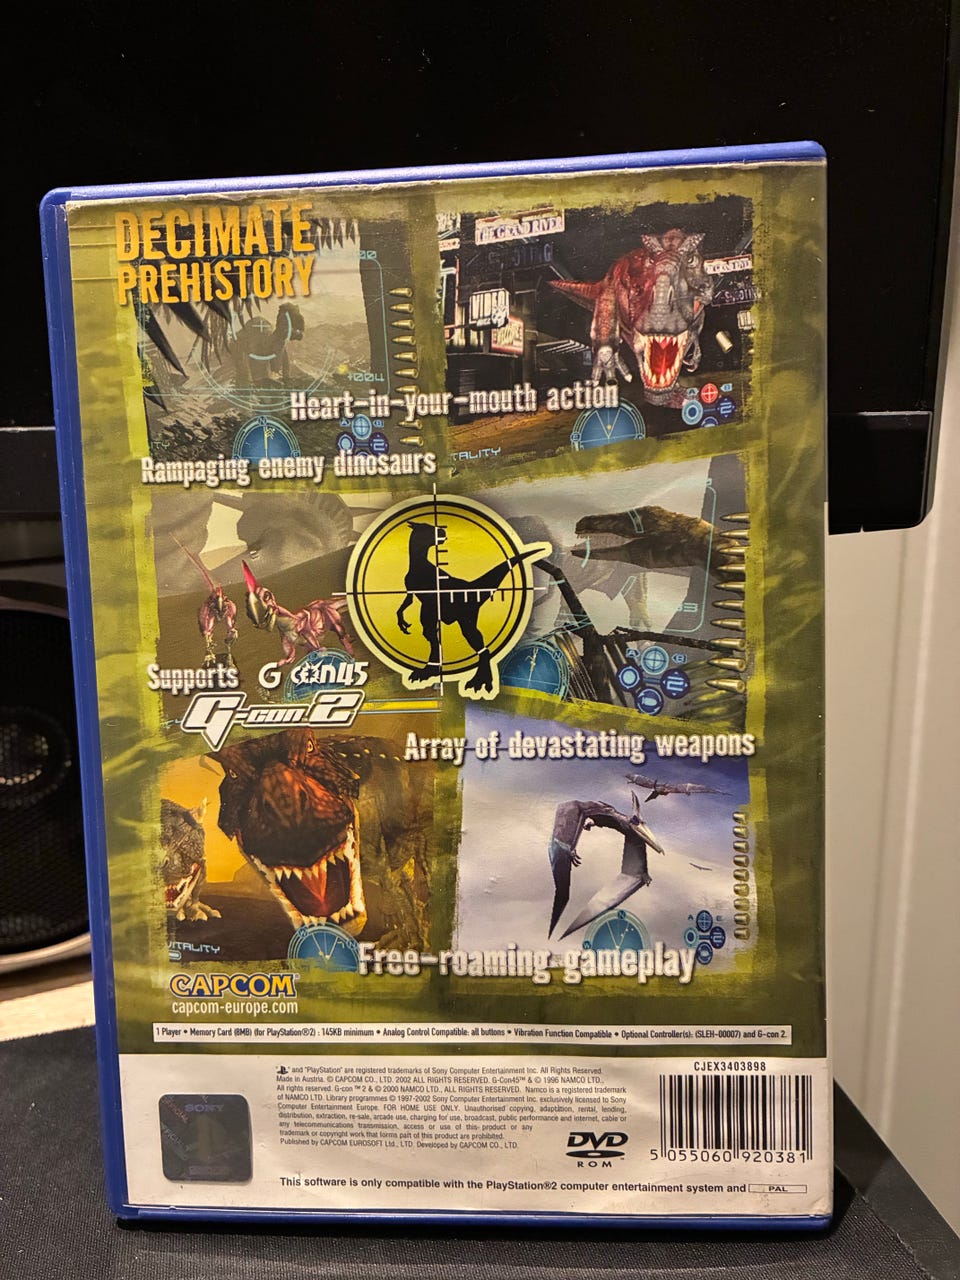 DECIMATE
PREHISTORY
THE GRAND RIVER
VIDEO
Heart-in-your-mouth action
Rampaging enemy dinosaurs
Supports G con45
G-con 2
Array of devastating weapons
VITALITY
Free-roaming gameplay
CAPCOM
capcom-europe.com
1 Player • Memory Card (8MB) (for PlayStation®2) : 145KB minimum • Analog Control Compatible: all buttons • Vibration Function Compatible • Optional Controller(s): (SLEH-00007) and G-con 2.
and "PlayStation" are registered trademarks of Sony Computer Entertainment Inc. All Rights Reserved.
Made in Austria. © CAPCOM CO., LTD. 2002 ALL RIGHTS RESERVED. G-Con45™ & © 1996 NAMCO LTD.,
All rights reserved. G-con ™ 2 & © 2000 NAMCO LTD., ALL RIGHTS RESERVED. Namco is a registered trademark
of NAMCO LTD. Library programmes © 1997-2002 Sony Computer Entertainment Inc. exclusively licensed to Sony
Computer Entertainment Europe. FOR HOME USE ONLY. Unauthorised copying, adaptation, rental, lending,
distribution, extraction, re-sale, arcade use, charging for use, broadcast, public performance and internet, cable or
any telecommunications transmission, access or use of this product or any
trademark or copyright work that forms part of this product are prohibited.
Published by CAPCOM EUROSOFT Ltd., LTD. Developed by CAPCOM CO., LTD.
CJEX3403898
SONY
DVD
ROM
5 055060 920381
This software is only compatible with the PlayStation®2 computer entertainment system and PAL